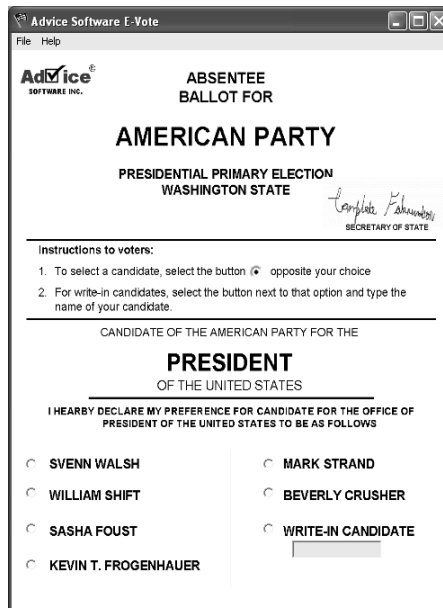 Advice Software E-Vote
File Help
Advice®
SOFTWARE INC.
ABSENTEE
BALLOT FOR
AMERICAN PARTY
PRESIDENTIAL PRIMARY ELECTION
WASHINGTON STATE
SECRETARY OF STATE
Instructions to voters:
1. To select a candidate, select the button opposite your choice
2. For write-in candidates, select the button next to that option and type the
name of your candidate.
CANDIDATE OF THE AMERICAN PARTY FOR THE
PRESIDENT
OF THE UNITED STATES
I HEARBY DECLARE MY PREFERENCE FOR CANDIDATE FOR THE OFFICE OF
PRESIDENT OF THE UNITED STATES TO BE AS FOLLOWS
SVENN WALSH
WILLIAM SHIFT
SASHA FOUST
KEVIN T. FROGENHAUER
MARK STRAND
BEVERLY CRUSHER
WRITE-IN CANDIDATE